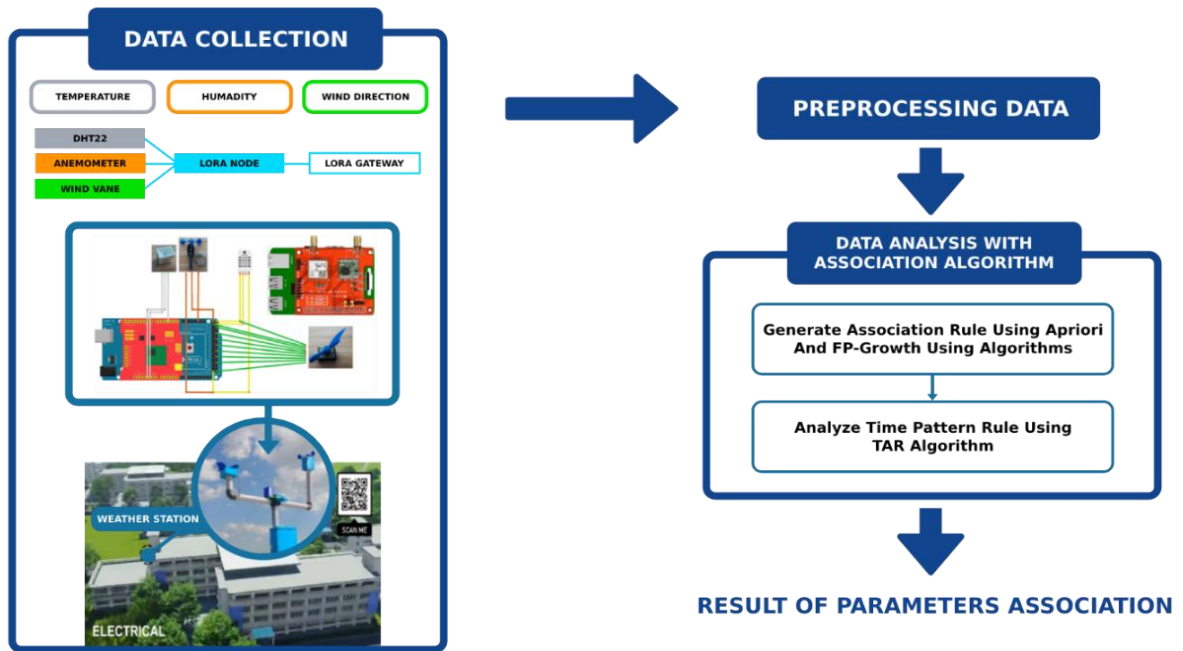 DATA COLLECTION
TEMPERATURE
HUMADITY
WIND DIRECTION
DHT22
ANEMOMETER
LORA NODE
LORA GATEWAY
WIND VANE
WEATHER STATION
SCAN ME
ELECTRICAL
PREPROCESSING DATA
DATA ANALYSIS WITH
ASSOCIATION ALGORITHM
Generate Association Rule Using Apriori
And FP-Growth Using Algorithms
Analyze Time Pattern Rule Using
TAR Algorithm
RESULT OF PARAMETERS ASSOCIATION